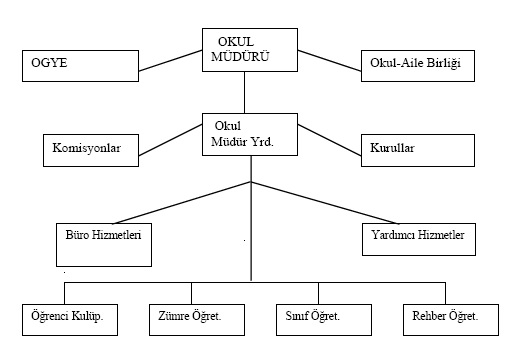 OKUL
MÜDÜRÜ
OGYE
Okul-Aile Birliği
Okul
Müdür Yrd.
Komisyonlar
Kurullar
Büro Hizmetleri
Yardımcı Hizmetler
Öğrenci Kulüp.
Zümre Öğret.
Sınıf Öğret.
Rehber Öğret.